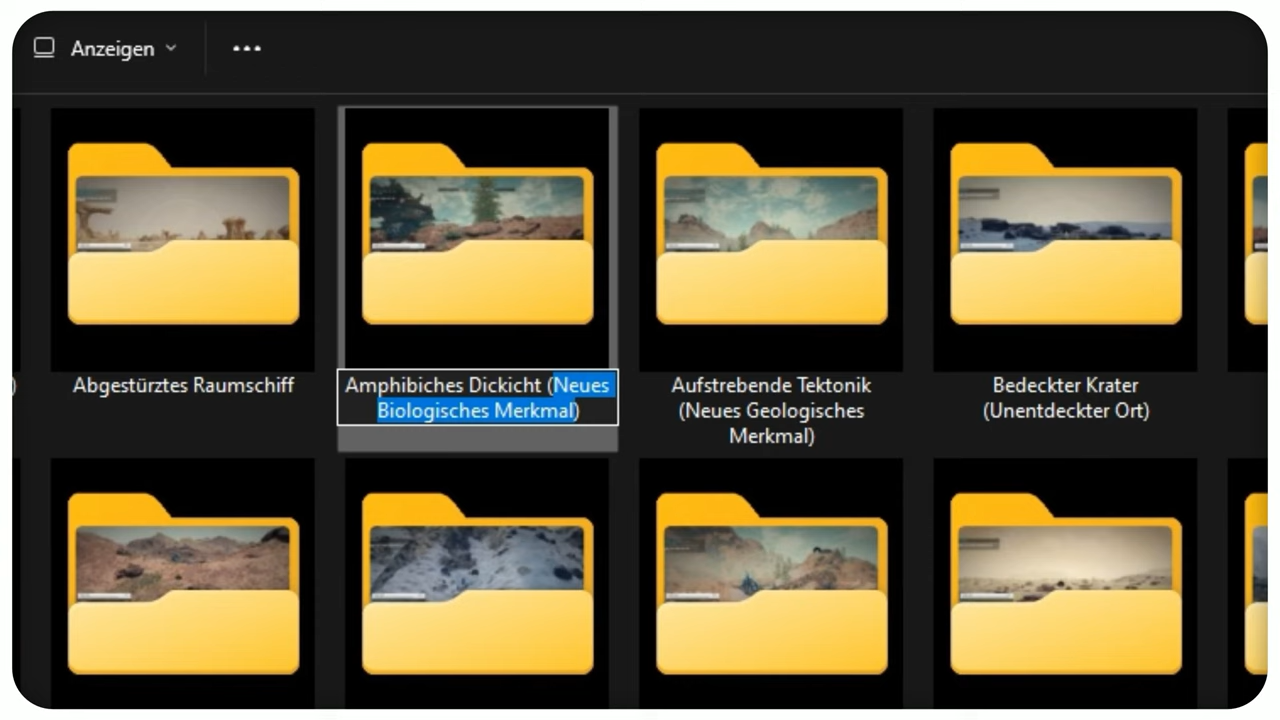 Anzeigen
)
Abgestürztes Raumschiff
Amphibiches Dickicht (Neues
Biologisches Merkmal)
Aufstrebende Tektonik
(Neues Geologisches
Merkmal)
Bedeckter Krater
(Unentdeckter Ort)